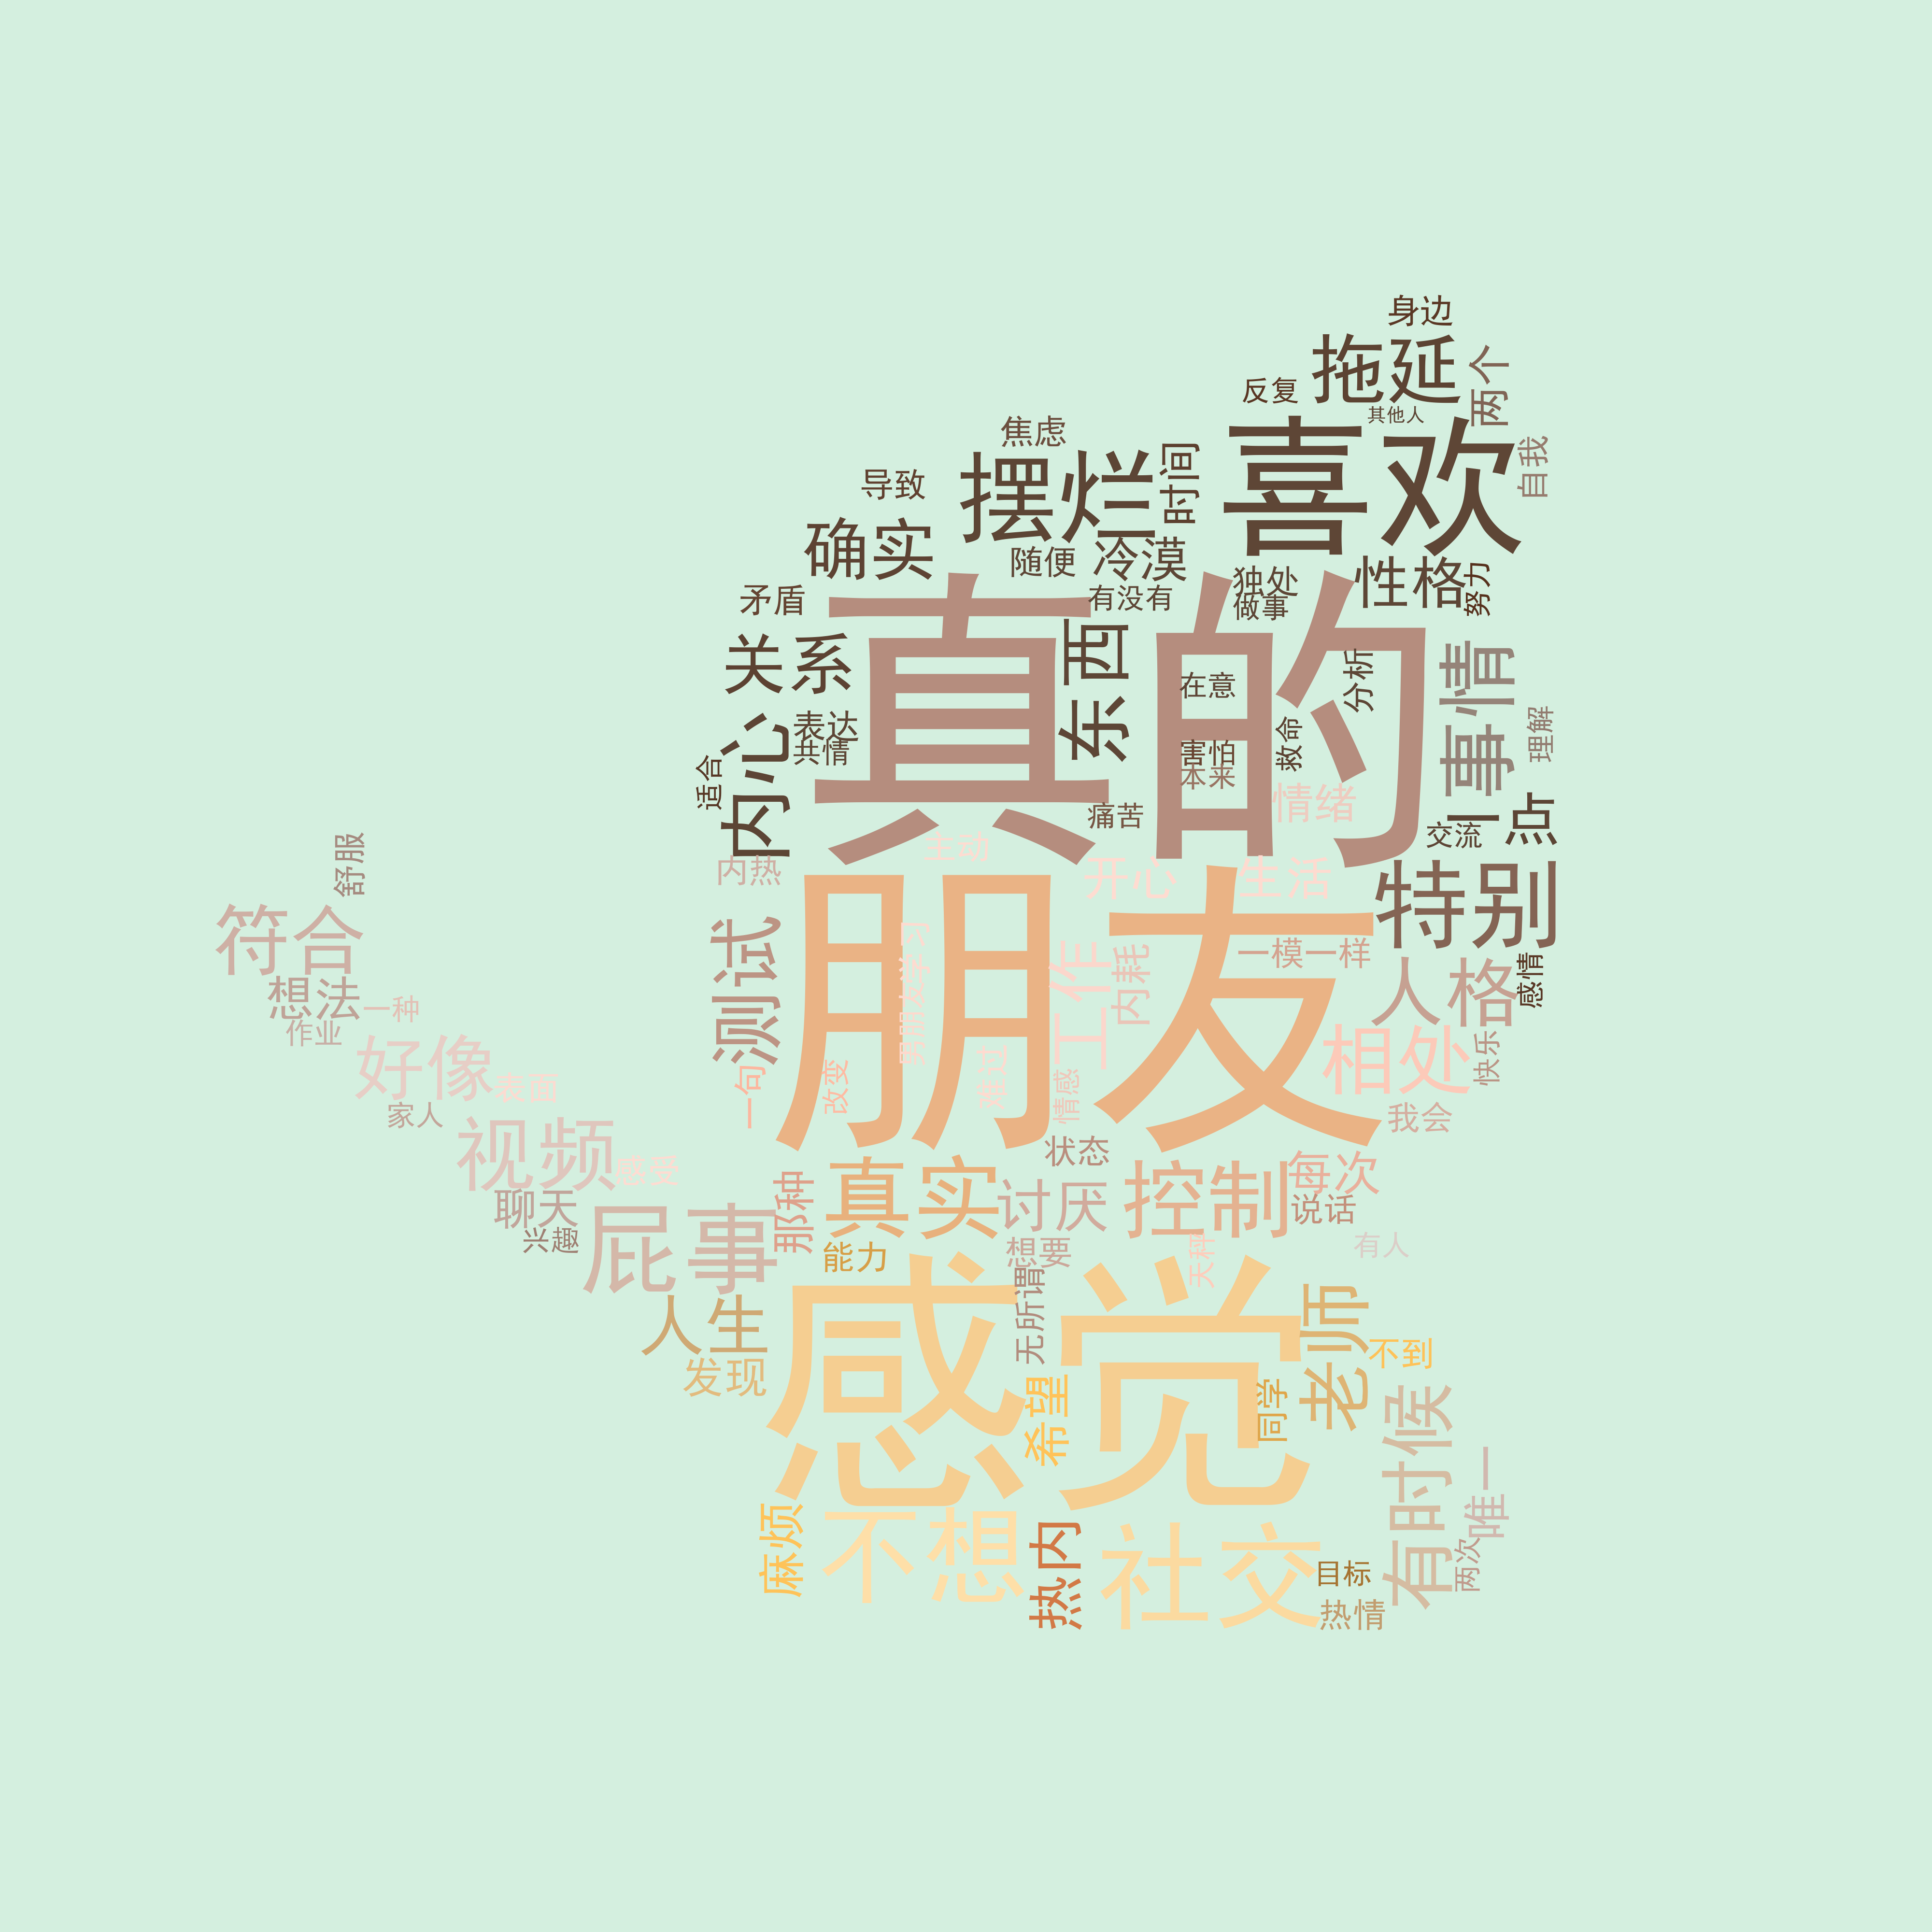 身边
拖延
两个
反复
其他人
喜欢
自我
焦虑
摆烂
时间
导致
确实
随便
冷漠
独处
性格
努力
矛盾
有没有
做事
真的
关系
东西
在意
分析
事情
理解
表达
共情
内心
适合
害怕
本来
救命
情绪
痛苦
一点
交流
主动
内热
开心
生活
特别
舒服
符合
想法
一种
作业
好像
表面
家人
视频
感受
聊天
兴趣
屁事
人生
发现
测试
一句
改变
朋友
学习
男朋友
难过
工作
内耗
情感
一模一样
人格
感情
相处
快乐
我会
状态
那种
真实
讨厌
控制
每次
说话
能力
想要
天秤
有人
感觉
无所谓
希望
同学
老师
不到
有时候
唯一
两次
麻烦
不想
热内
社交
目标
热情